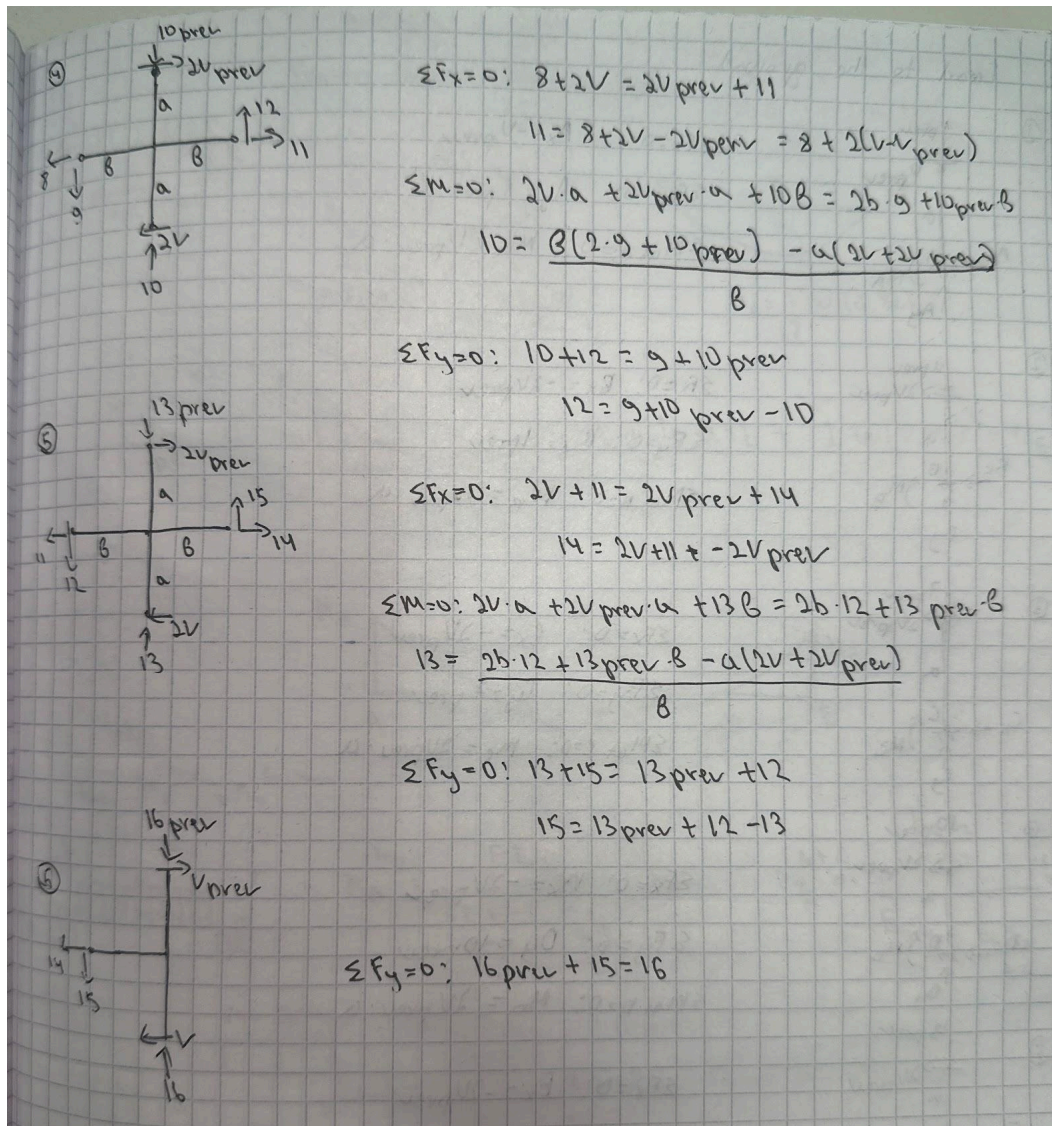 ④
10 prev
2V prev
a
12
11
8
9
B
B
a
2V
10
ΣFx=0: 8+2V = 2V prev + 11
11 = 8+2V - 2V perv = 8 + 2(V-V prev)
ΣM=0: 2V·a + 2V prev·a + 10B = 2b·9 + 10 prev·B
10 = B(2·9 + 10 prev) - a(2V + 2V prev)
B
ΣFy=0: 10+12 = 9+10 prev
12 = 9+10 prev - 10
⑤
13 prev
2V prev
a
15
14
11
12
B
B
a
2V
13
ΣFx=0: 2V + 11 = 2V prev + 14
14 = 2V+11 + - 2V prev
ΣM=0: 2V·a + 2V prev·a + 13B = 2b·12 + 13 prev·B
13 = 2b·12 + 13 prev·B - a(2V + 2V prev)
B
ΣFy=0: 13+15 = 13 prev + 12
15 = 13 prev + 12 - 13
⑤
16 prev
V prev
14
15
V
16
ΣFy=0: 16 prev + 15 = 16